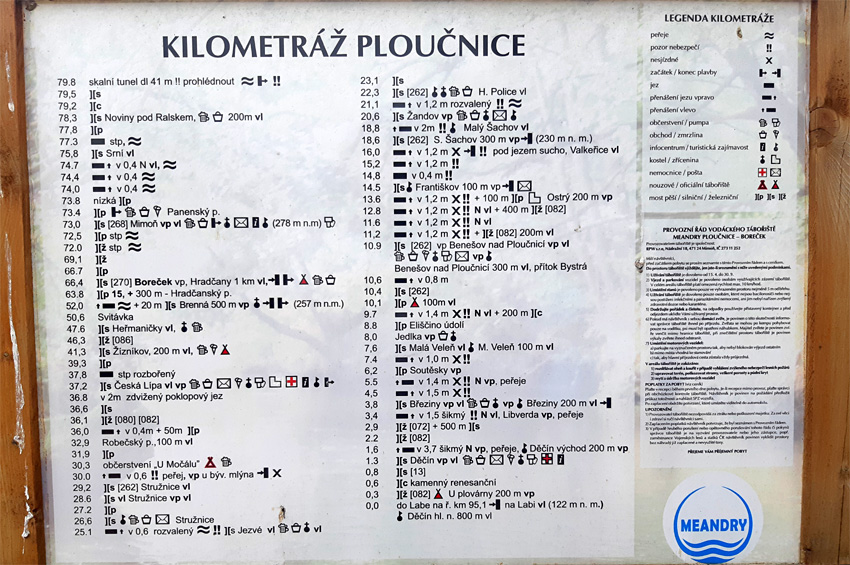 KILOMETRÁŽ PLOUČNICE
79.8 skalní tunel dl 41 m !! prohlédnout !!
79,5 ][s
79,2 ][c
78,3 ][s Noviny pod Ralskem, 200m vl
77,8 ][p
77.3 stp,
75,8 ][s Srní vl
74.7 v 0,4 N vl,
74,4 v 0,4
74,0 v 0,4
73.8 nízká ][p
73.4 ][p Panenský p.
73,0 ][s [268] Mimoň vp vl (278 m n.m)
72,5 ][p stp
72.0 ][ž stp
69,1 ][ž
66.7 ][p
66,4 ][s [270] Boreček vp, Hradčany 1 km vl,
63.8 ][p 15, + 300 m - Hradčanský p.
52,0 + 20 m ][s Brenná 500 m vp (257 m n.m.)
50,6 Svitávka
47,6 ][s Heřmaničky vl,
46,3 ][ž [086]
41,3 ][s Žizníkov, 200 m vl,
39,3 ][p
37,8 stp rozbořený
37,2 ][s Česká Lípa vl vp
36.8 v 2m zdvižený poklopový jez
36,6 ][s
36,1 ][ž [080] [082]
36,0 v 0,4m + 50m ][p
32,9 Robečský p.,100 m vl
31,9 ][p
30,3 občerstvení „U Močálu"
30.0 v 0,6 !! peřej, vp u býv. mlýna
29,2 ][s [262] Stružnice vl
28.6 ][s vl Stružnice vp vl
27.2 ][p
26,6 ][s Stružnice
25.1 v 0,6 rozvalený !! ][s Jezvé vl vl
23,1 ][s
22,3 ][s [262] H. Police vl
21,1 v 1,2 m rozvalený !!
20,6 ][s Žandov vp
18,8 v 2m !! Malý Šachov vl
18,6 ][s [262] S. Šachov 300 m vp (230 m n. m.)
16,0 v 1,2 m !! pod jezem sucho, Valkeřice vl
15,2 v 1,2 m !!
14,8 v 0,4 m !!
14.5 ][s Františkov 100 m vp
13.6 v 1,2 m !! + 100 m ][p Ostrý 200 m vp
12.8 v 1,2 m !! N vl + 400 m ][ž [082]
11.6 v 1,2 m !! N vl
11,2 v 1,2 m !! + ][ž [082] 200 m vl
10.9 ][s [262] vp Benešov nad Ploučnicí vp vl
vp
Benešov nad Ploučnicí 300 m vl, přítok Bystrá
10,6 v 0,8 m
10,4 ][s [262]
10,1 [p 100m vl
9.3 v 1,4 m !! N vl + 200 m ][c
8.8 ][p Eliščino údolí
8,0 Jedlka vp
7,6 ][s Malá Veleň vl M. Veleň 100 m vl
7.4 v 1,0 m !!
6,2 ][p Soutěsky vp
5.5 v 1,4 m !! N vp, peřeje
4,5 v 1,5 m !!
3,8 ][s Březiny vp vl vp Březiny 200 m vl
3,4 v 1,5 šikmý !! N vl, Libverda vp, peřeje
2,9 ][ž [072] + 500 m ][s
2.2 ][ž [082]
1,6 v 3,7 šikmý N vp, peřeje, Děčín východ 200 m vp
1.3 ][s Děčín vp vl
0,8 ][s [13]
0,6 ][c kamenný renesanční
0,3 ][ž [082] U plovárny 200 m vp
0,0 do Labe na ř. km 95,1 na Labi vl (122 m n. m.)
Děčín hl. n. 800 m vl
LEGENDA KILOMETRÁŽE
peřeje
pozor nebezpečí !!
nesjízdné
začátek / konec plavby
jez
přenášení jezu vpravo
přenášení vlevo
občerstvení / pumpa
obchod / zmrzlina
infocentrum / turistická zajímavost
kostel / zřícenina
nemocnice / pošta
nouzové / oficiální tábořiště
most pěší / silniční / železniční ][p ][s ][ž
PROVOZNÍ ŘÁD VODÁCKÉHO TÁBOŘIŠTĚ
MEANDRY PLOUČNICE – BOREČEK
UPOZORNĚNÍ
PŘEJEME VÁM PŘÍJEMNÝ POBYT
MEANDRY